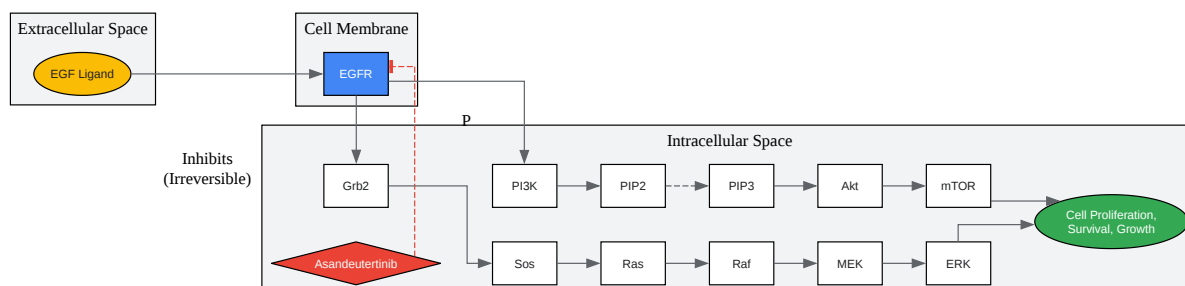 Extracellular Space
Cell Membrane
EGF Ligand
EGFR
P
Intracellular Space
Inhibits
(Irreversible)
Grb2
PI3K
PIP2
PIP3
Akt
mTOR
Cell Proliferation,
Survival, Growth
Asandeutertinib
Sos
Ras
Raf
MEK
ERK